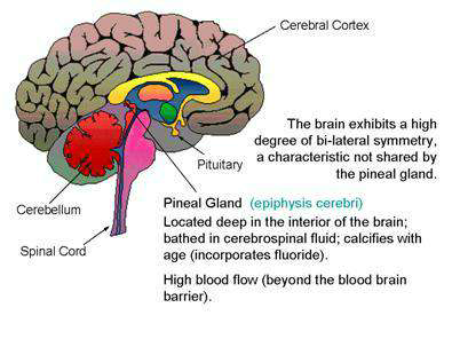 Cerebral Cortex
The brain exhibits a high
degree of bi-lateral symmetry,
a characteristic not shared by
the pineal gland.
Pituitary
Pineal Gland (epiphysis cerebri)
Cerebellum
Located deep in the interior of the brain;
bathed in cerebrospinal fluid; calcifies with
age (incorporates fluoride).
Spinal Cord
High blood flow (beyond the blood brain
barrier).